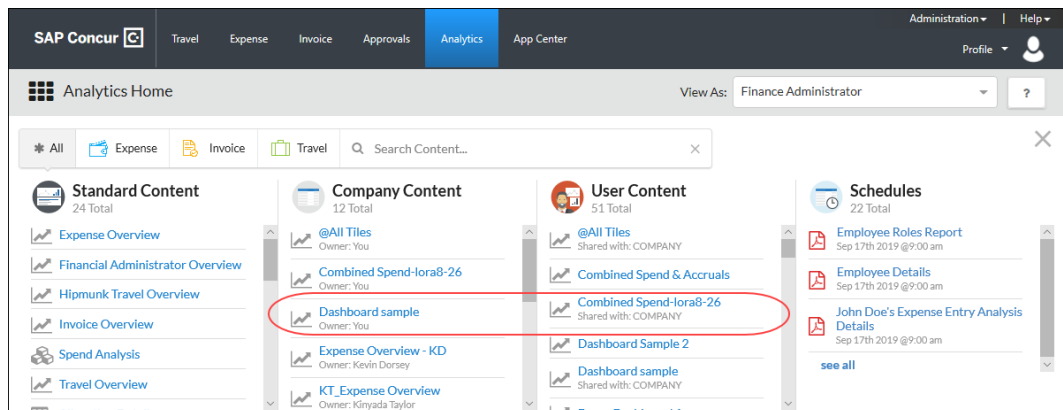 Administration | Help
SAP Concur C Travel Expense Invoice Approvals Analytics App Center
Profile
Analytics Home View As: Finance Administrator ?
All Expense Invoice Travel Search Content...
Standard Content
24 Total
Expense Overview
Financial Administrator Overview
Hipmunk Travel Overview
Invoice Overview
Spend Analysis
Travel Overview
Company Content
12 Total
@All Tiles
Owner: You
Combined Spend-lora8-26
Owner: You
Dashboard sample
Owner: You
Expense Overview - KD
Owner: Kevin Dorsey
KT_Expense Overview
Owner: Kinyada Taylor
User Content
51 Total
@All Tiles
Shared with: COMPANY
Combined Spend & Accruals
Combined Spend-lora8-26
Shared with: COMPANY
Dashboard Sample 2
Dashboard sample
Shared with: COMPANY
Schedules
22 Total
Employee Roles Report
Sep 17th 2019 @9:00 am
Employee Details
Sep 17th 2019 @9:00 am
John Doe's Expense Entry Analysis
Details
Sep 17th 2019 @9:00 am
see all